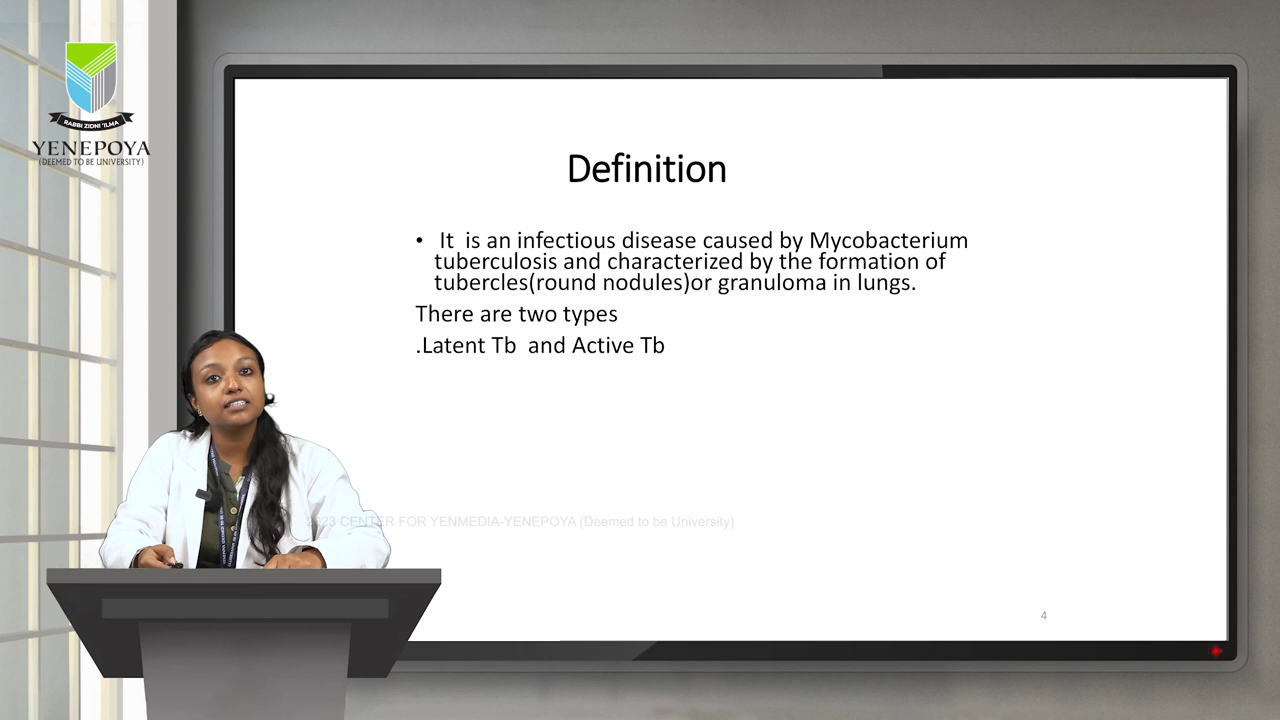 RABBI ZIDNI 'ILMA
YENEPOYA
(DEEMED TO BE UNIVERSITY)
Definition
• It is an infectious disease caused by Mycobacterium
tuberculosis and characterized by the formation of
tubercles(round nodules)or granuloma in lungs.
There are two types
.Latent Tb and Active Tb
2023 CENTER FOR YENMEDIA-YENEPOYA (Deemed to be University)
4